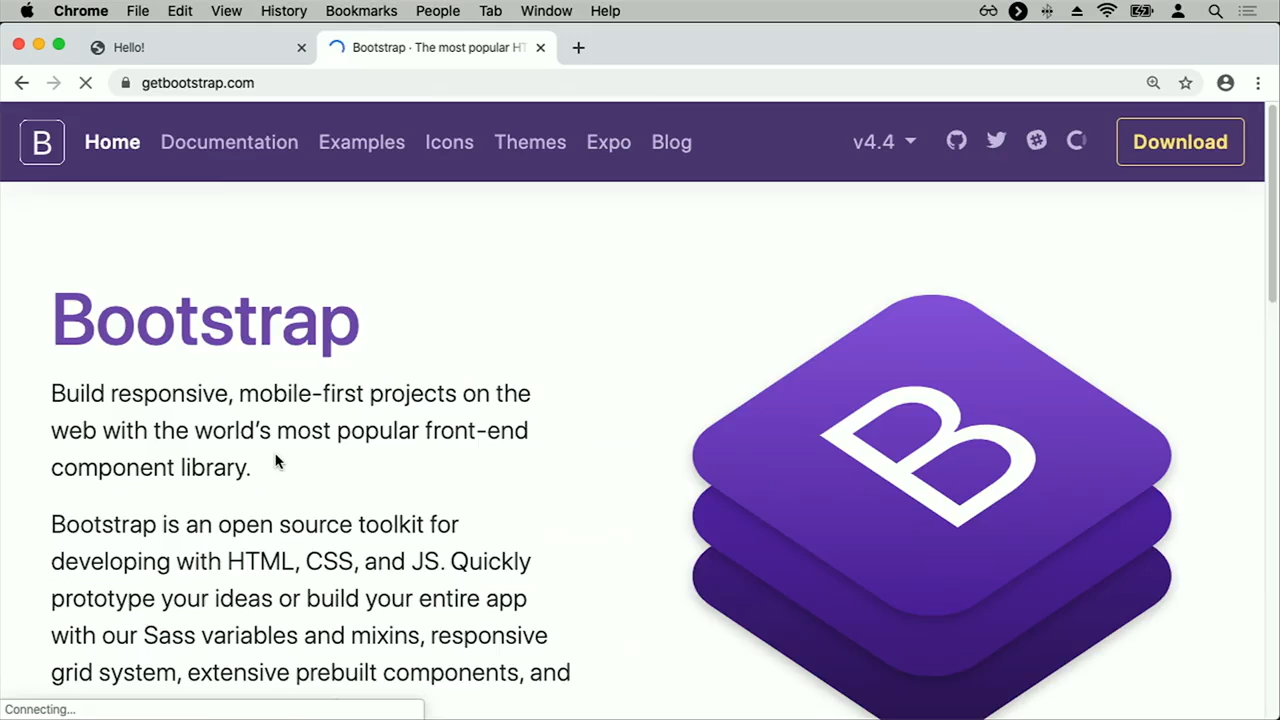 Chrome File Edit View History Bookmarks People Tab Window Help
Hello!
Bootstrap · The most popular HT
getbootstrap.com
B Home Documentation Examples Icons Themes Expo Blog v4.4 Download
Bootstrap
Build responsive, mobile-first projects on the
web with the world's most popular front-end
component library.
Bootstrap is an open source toolkit for
developing with HTML, CSS, and JS. Quickly
prototype your ideas or build your entire app
with our Sass variables and mixins, responsive
grid system, extensive prebuilt components, and
B
Connecting...